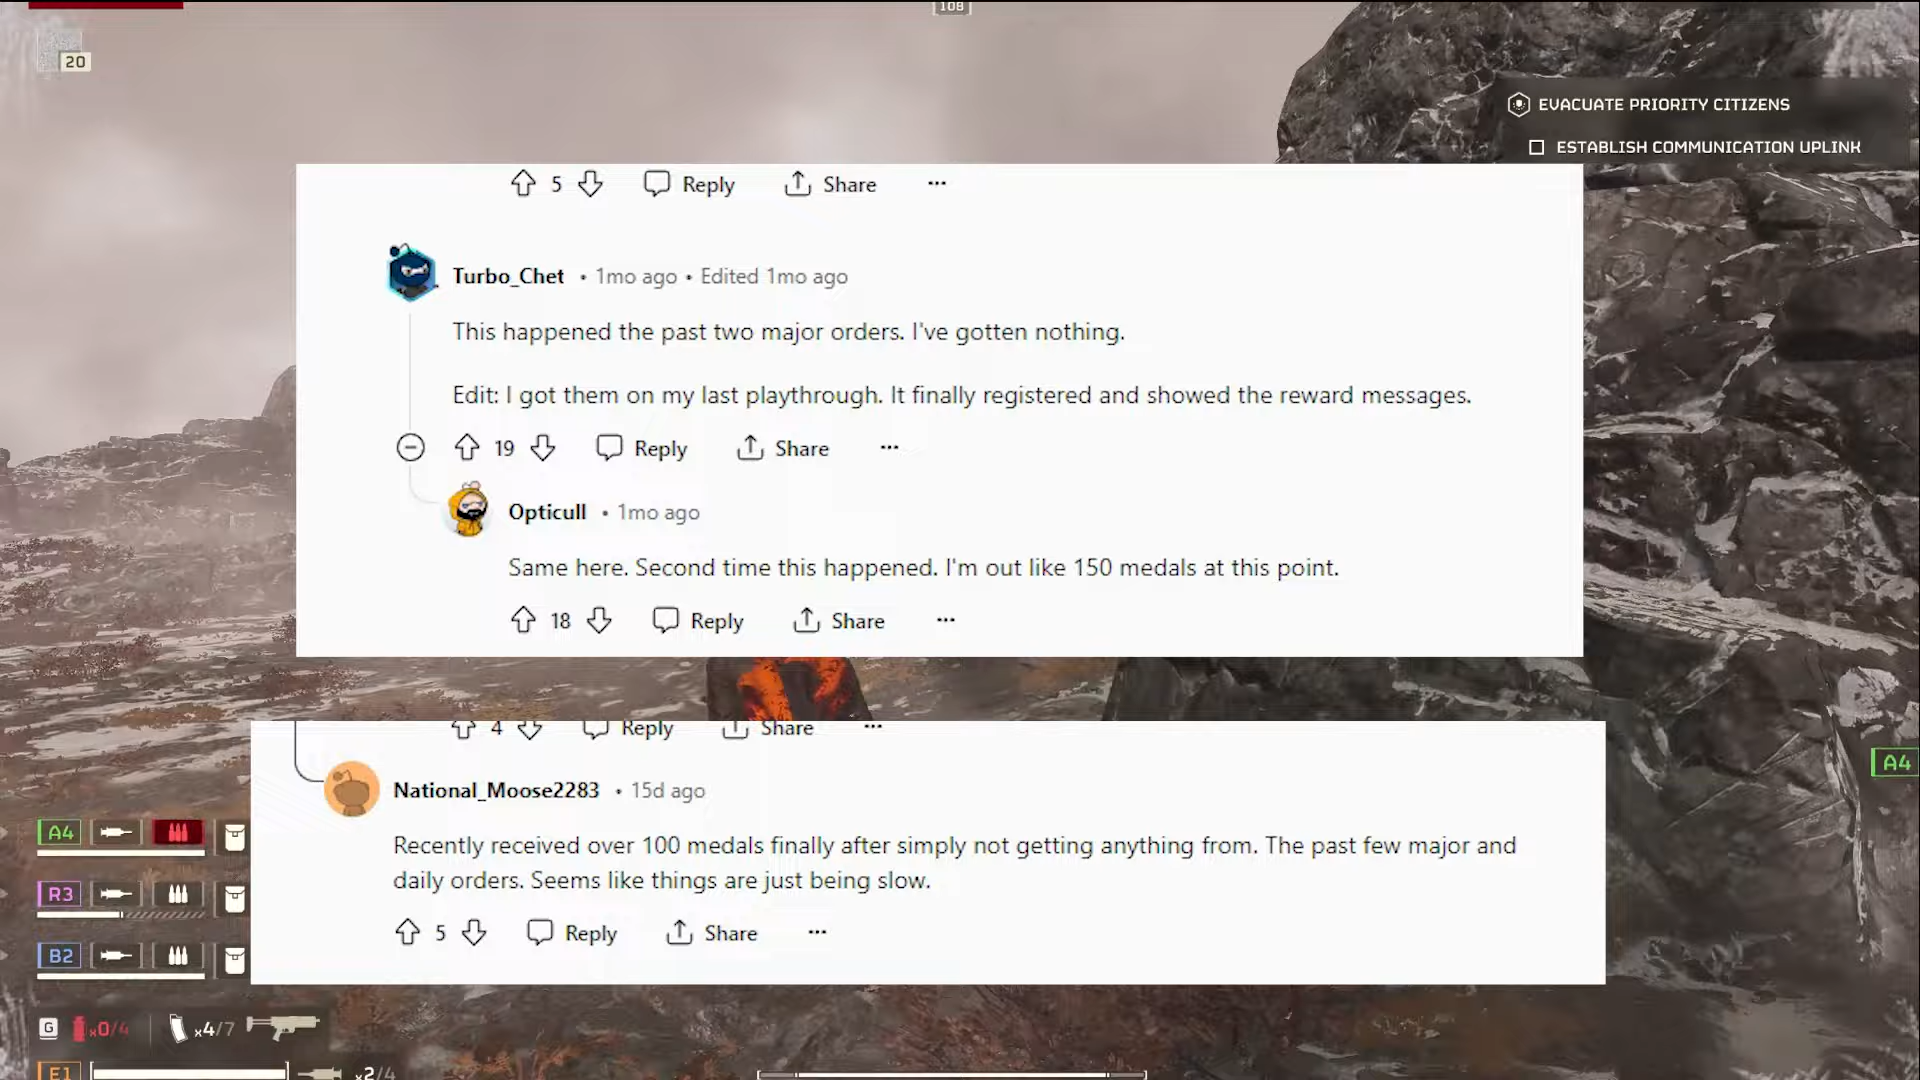 108
20
EVACUATE PRIORITY CITIZENS
ESTABLISH COMMUNICATION UPLINK
5 Reply Share ...
Turbo_Chet • 1mo ago • Edited 1mo ago
This happened the past two major orders. I've gotten nothing.
Edit: I got them on my last playthrough. It finally registered and showed the reward messages.
19 Reply Share ...
Opticull • 1mo ago
Same here. Second time this happened. I'm out like 150 medals at this point.
18 Reply Share ...
4 Reply Share ...
National_Moose2283 • 15d ago
Recently received over 100 medals finally after simply not getting anything from. The past few major and
daily orders. Seems like things are just being slow.
5 Reply Share ...
A4
A4
R3
B2
G x0/4 x4/7
E1 x2/4